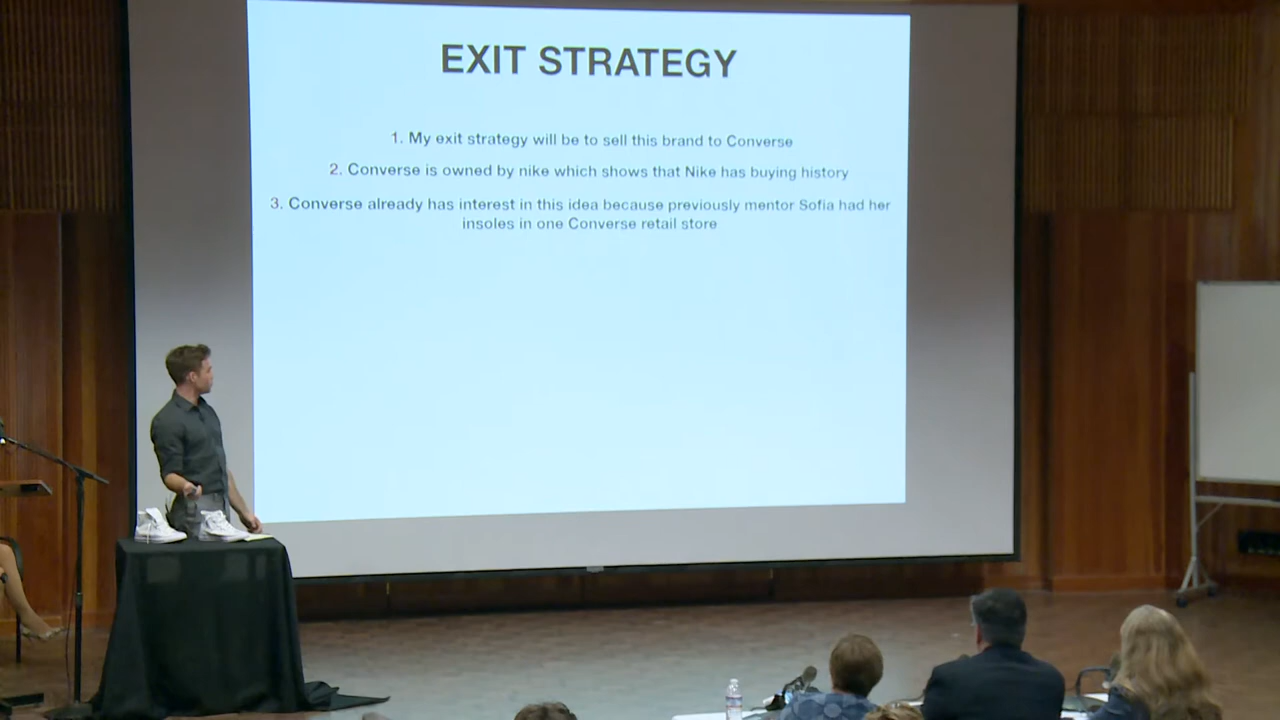 EXIT STRATEGY
1. My exit strategy will be to sell this brand to Converse
2. Converse is owned by nike which shows that Nike has buying history
3. Converse already has interest in this idea because previously mentor Sofia had her
insoles in one Converse retail store